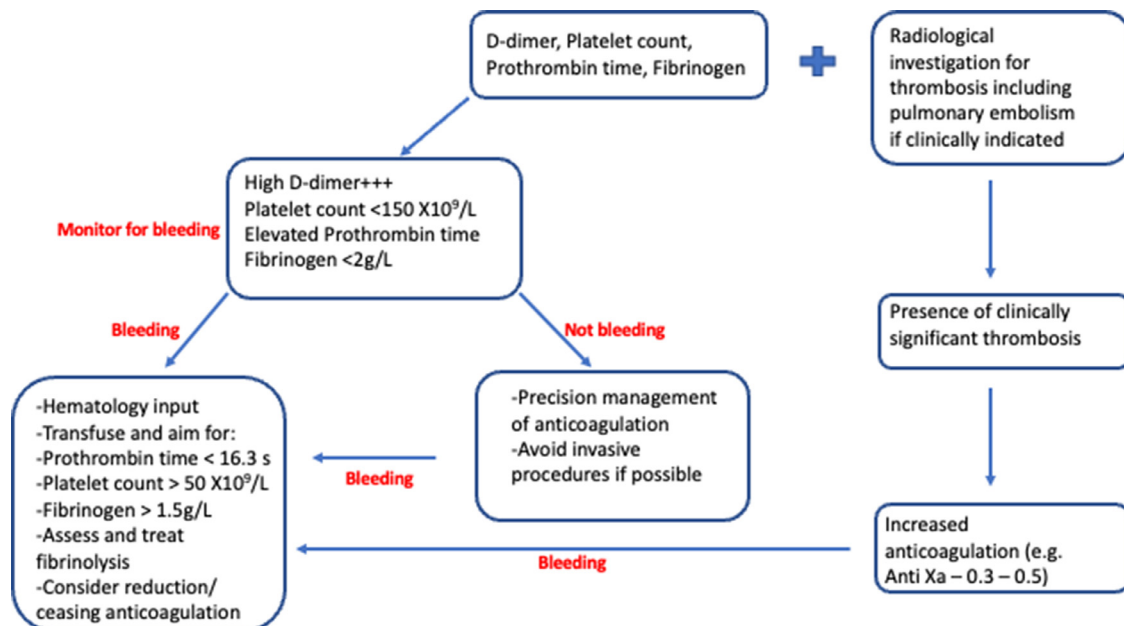 D-dimer, Platelet count,
Prothrombin time, Fibrinogen
Radiological
investigation for
thrombosis including
pulmonary embolism
if clinically indicated
High D-dimer+++
Platelet count <150 X10⁹/L
Elevated Prothrombin time
Fibrinogen <2g/L
Monitor for bleeding
Bleeding
Not bleeding
Presence of clinically
significant thrombosis
-Hematology input
-Transfuse and aim for:
-Prothrombin time < 16.3 s
-Platelet count > 50 X10⁹/L
-Fibrinogen > 1.5g/L
-Assess and treat
fibrinolysis
-Consider reduction/
ceasing anticoagulation
Bleeding
-Precision management
of anticoagulation
-Avoid invasive
procedures if possible
Bleeding
Increased
anticoagulation (e.g.
Anti Xa – 0.3 – 0.5)